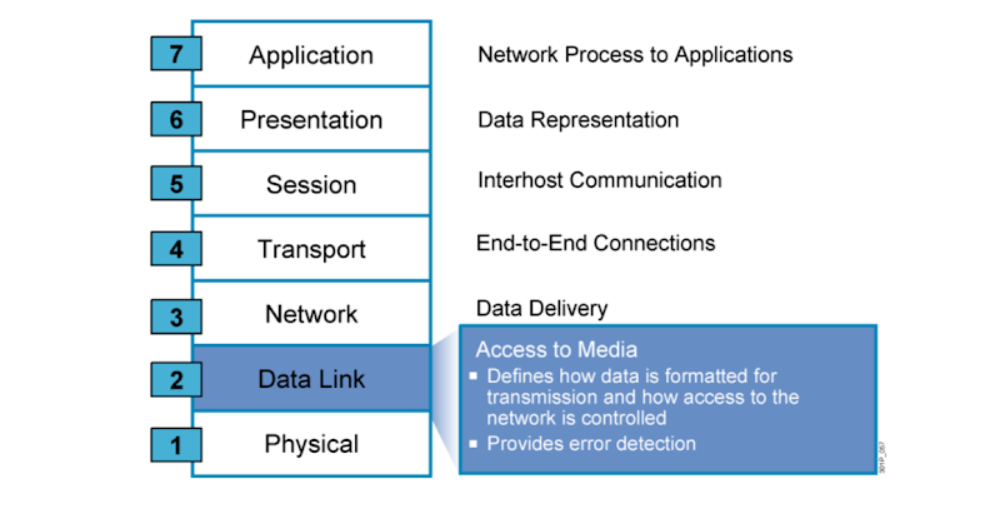 7 Application Network Process to Applications
6 Presentation Data Representation
5 Session Interhost Communication
4 Transport End-to-End Connections
3 Network Data Delivery
2 Data Link Access to Media
▪ Defines how data is formatted for
transmission and how access to the
network is controlled
▪ Provides error detection
1 Physical